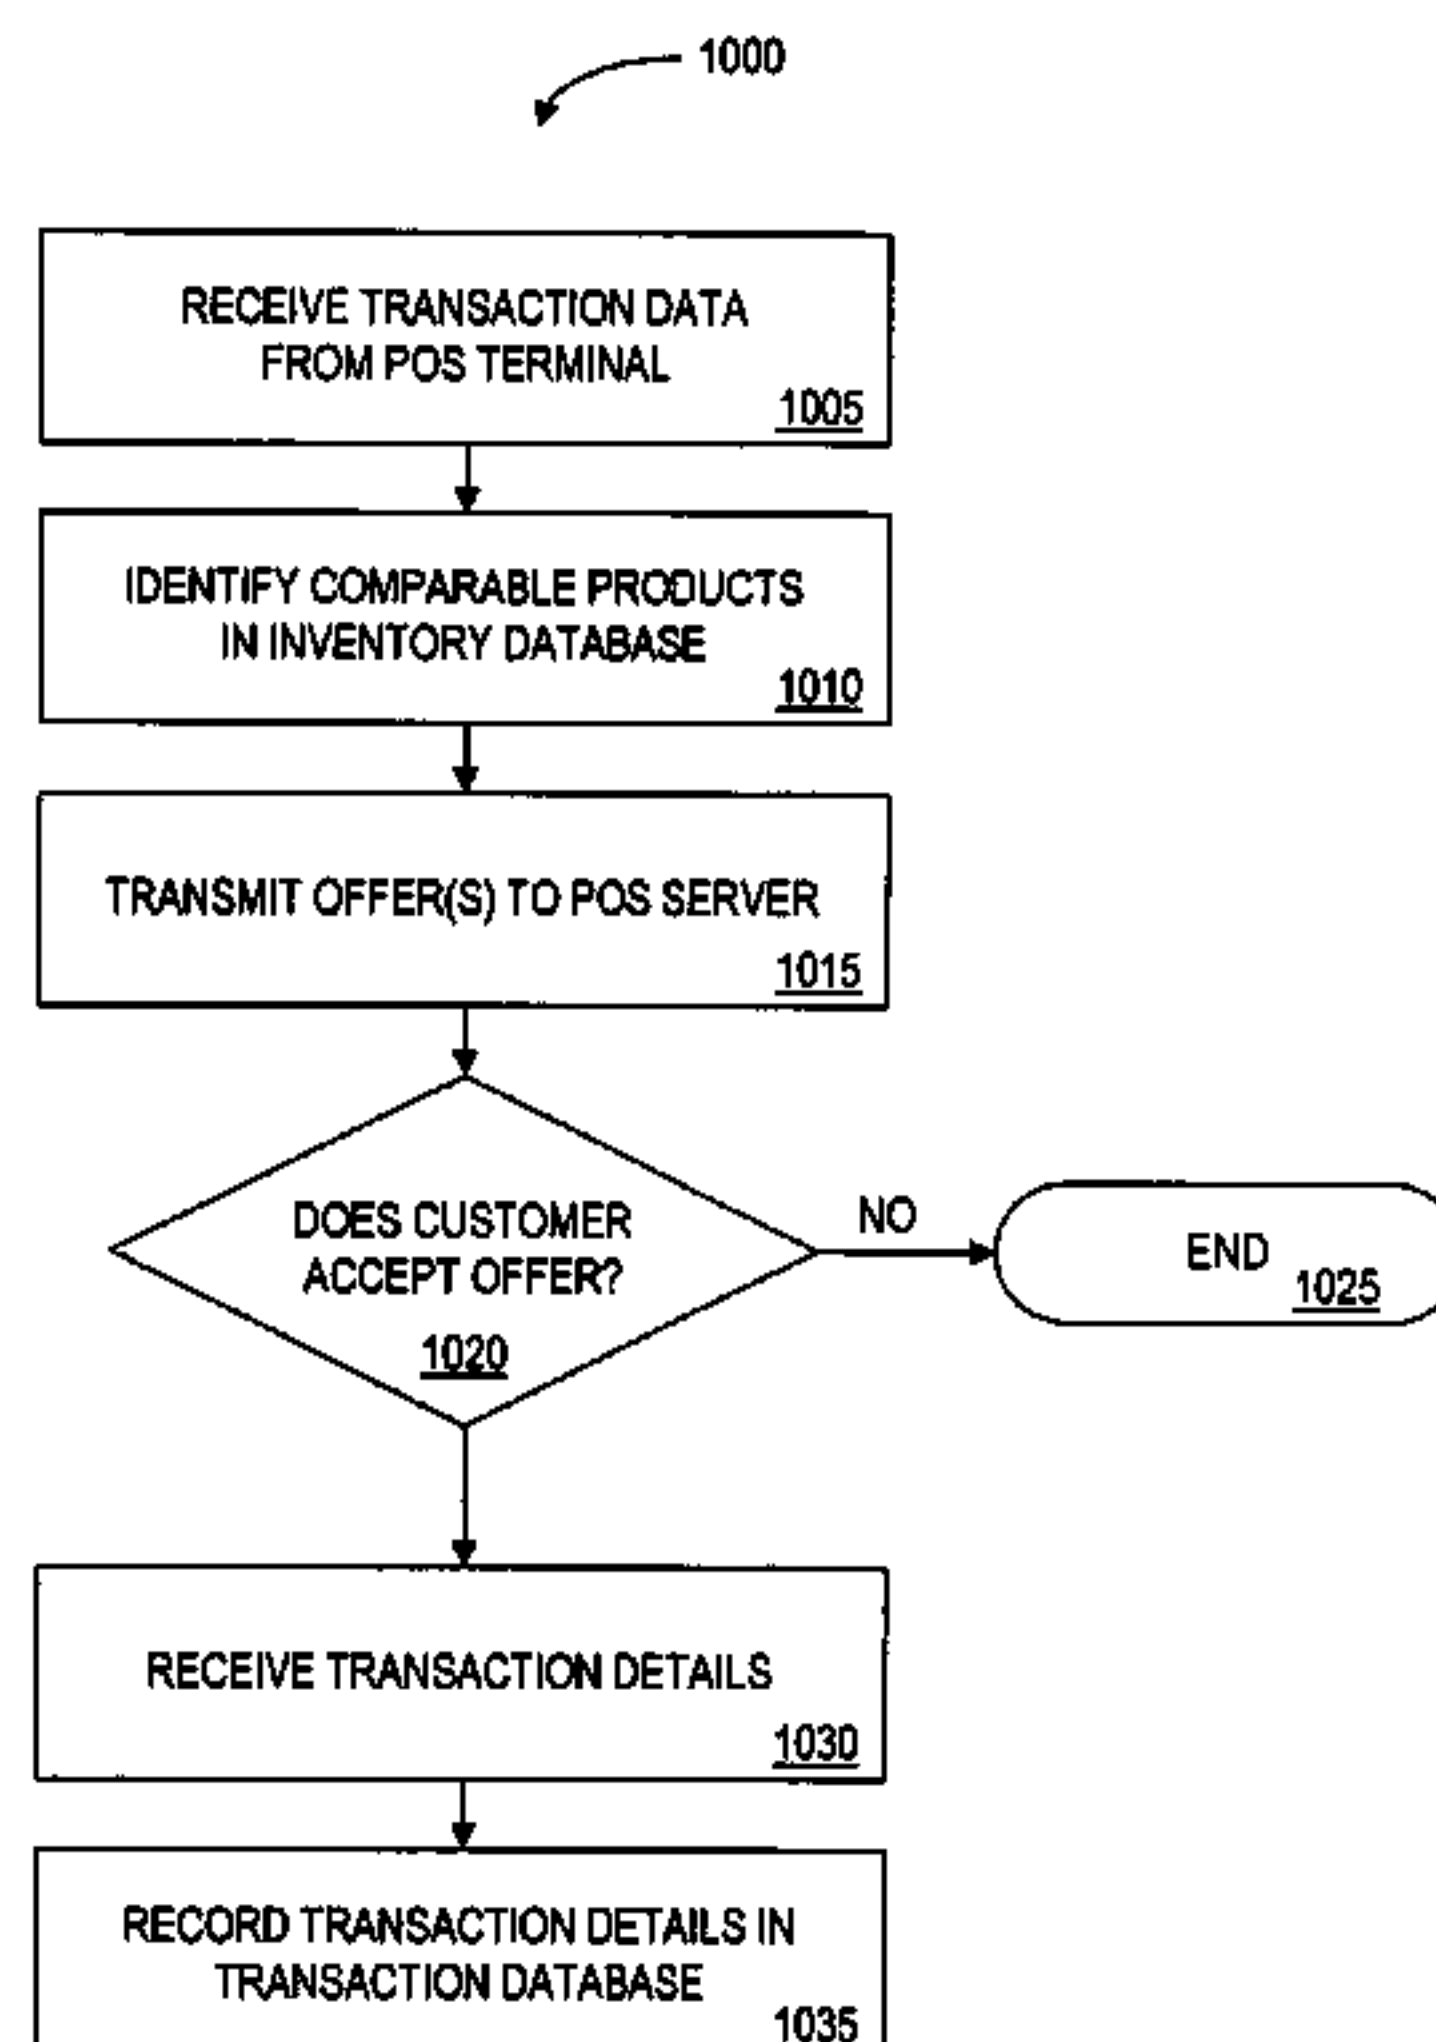 1000
RECEIVE TRANSACTION DATA
FROM POS TERMINAL
1005
IDENTIFY COMPARABLE PRODUCTS
IN INVENTORY DATABASE
1010
TRANSMIT OFFER(S) TO POS SERVER
1015
DOES CUSTOMER
ACCEPT OFFER?
1020
NO
END
1025
RECEIVE TRANSACTION DETAILS
1030
RECORD TRANSACTION DETAILS IN
TRANSACTION DATABASE
1035